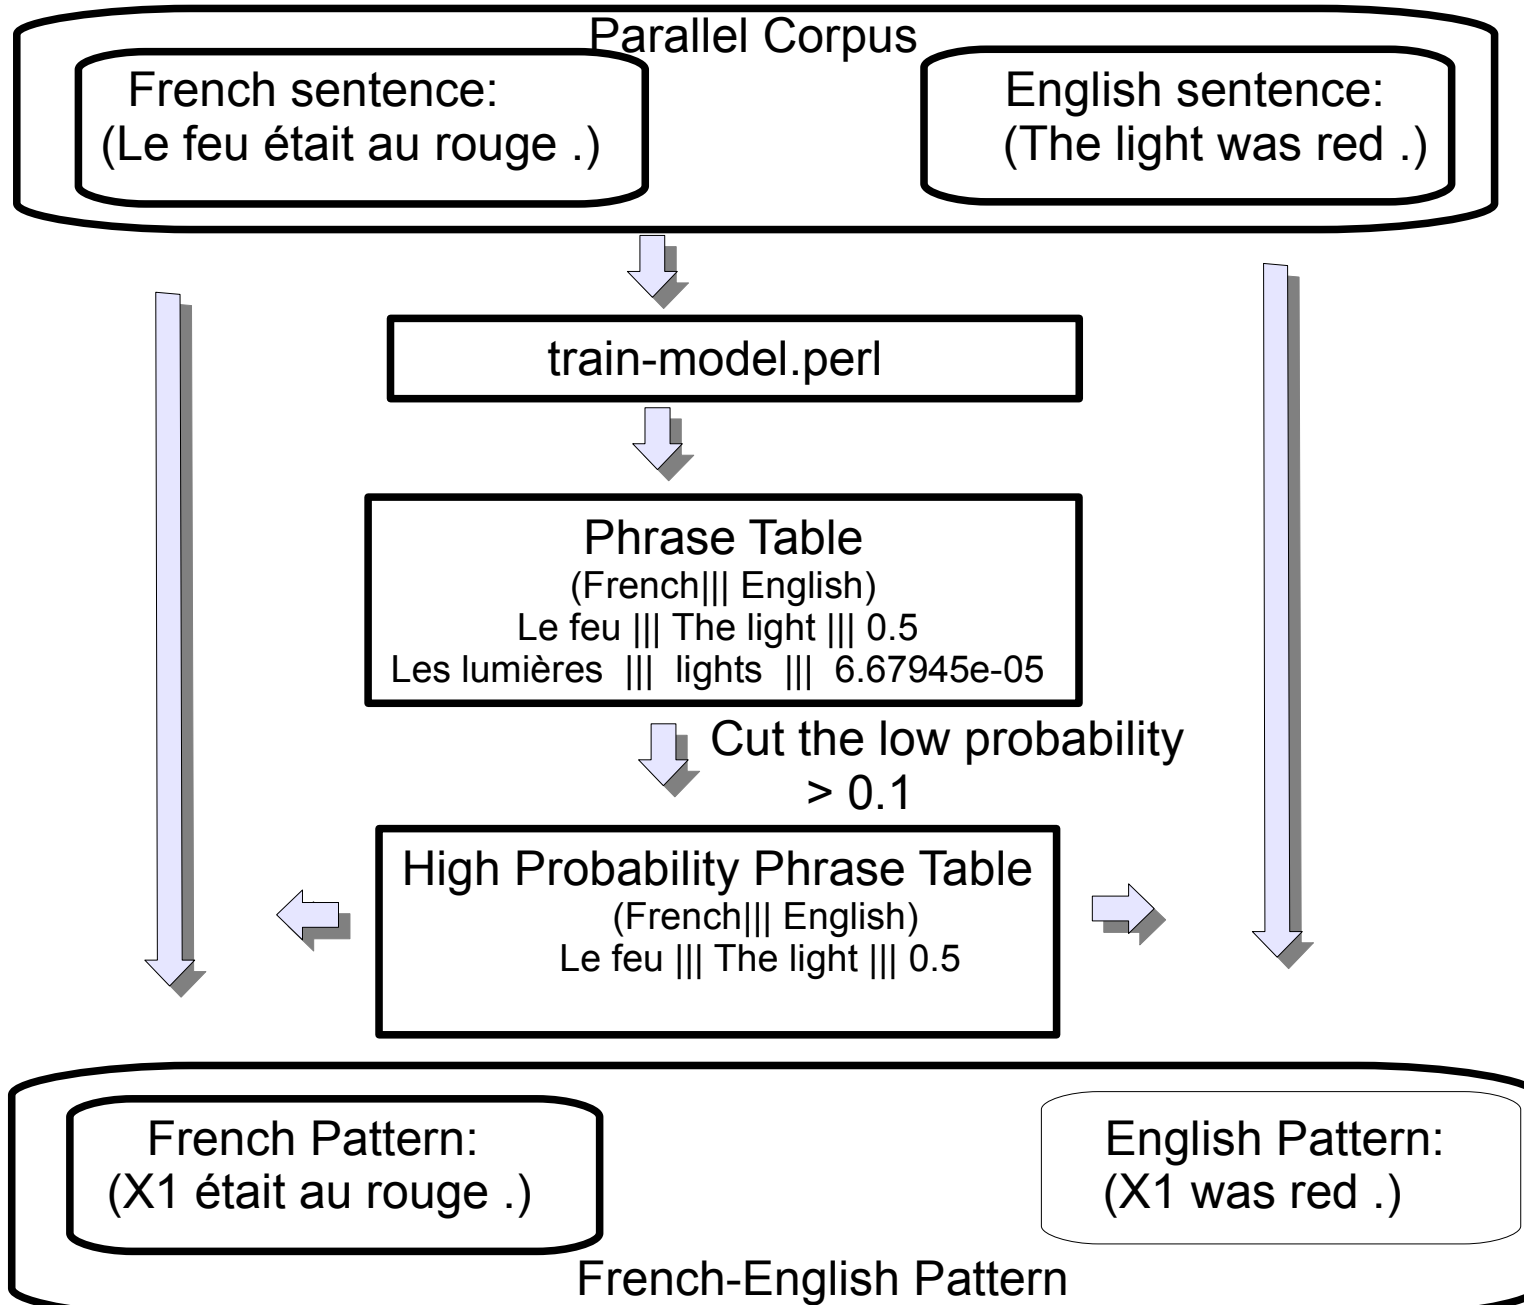 Parallel Corpus
French sentence:
(Le feu était au rouge .)
English sentence:
(The light was red .)
train-model.perl
Phrase Table
(French||| English)
Le feu ||| The light ||| 0.5
Les lumières ||| lights ||| 6.67945e-05
Cut the low probability
> 0.1
High Probability Phrase Table
(French||| English)
Le feu ||| The light ||| 0.5
French Pattern:
(X1 était au rouge .)
English Pattern:
(X1 was red .)
French-English Pattern